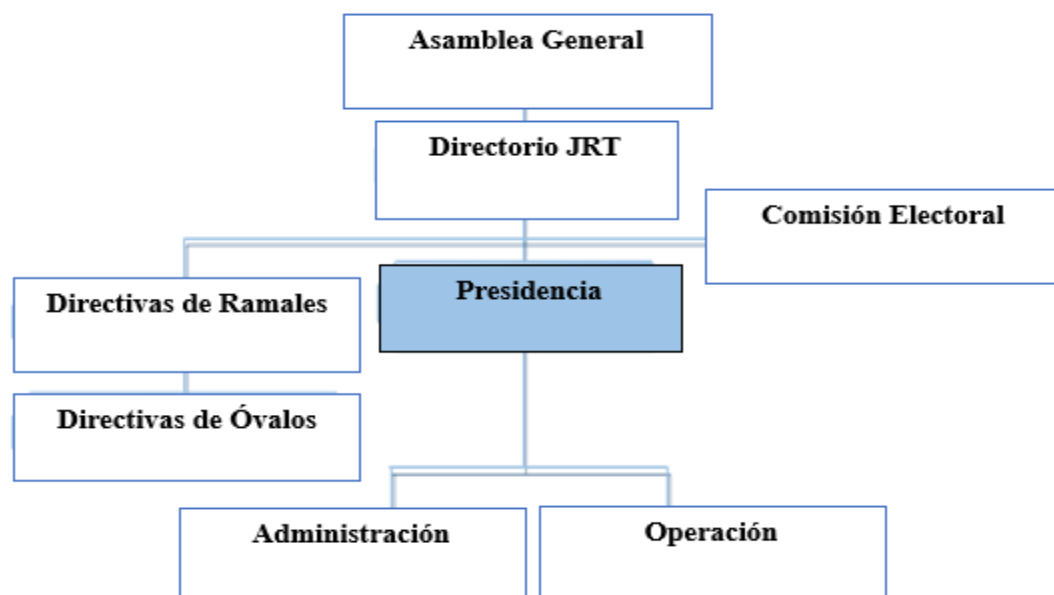 Asamblea General
Directorio JRT
Comisión Electoral
Directivas de Ramales
Presidencia
Directivas de Óvalos
Administración
Operación